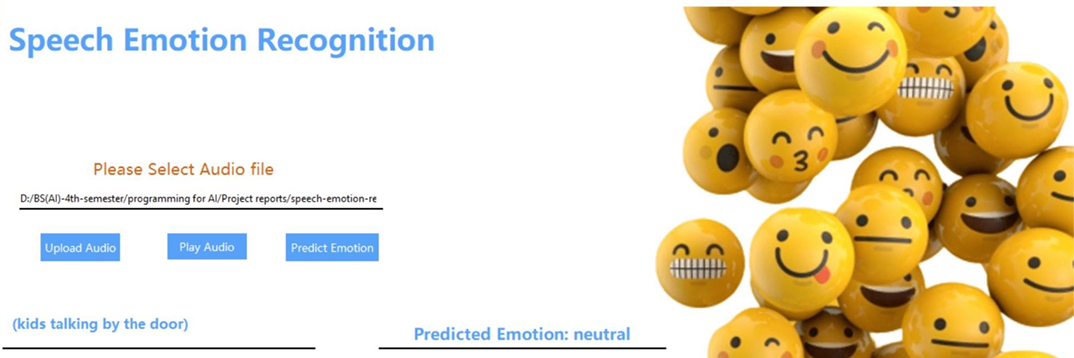 Speech Emotion Recognition
Please Select Audio file
D:/BS(AI)-4th-semester/programming for AI/Project reports/speech-emotion-re
Upload Audio
Play Audio
Predict Emotion
(kids talking by the door)
Predicted Emotion: neutral